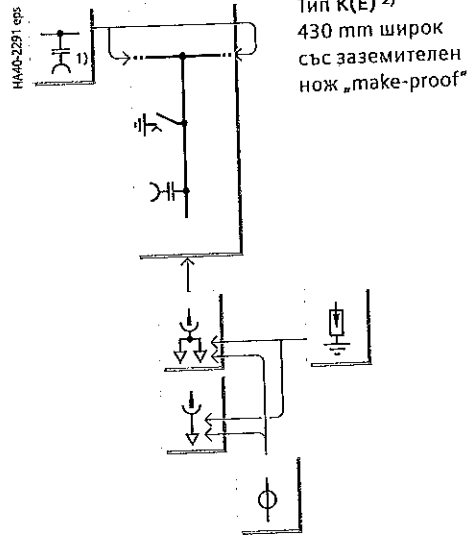 HA40-2291 eps
1)
Тип K(E) 2)
430 mm широк
със заземителен
нож „make-proof“